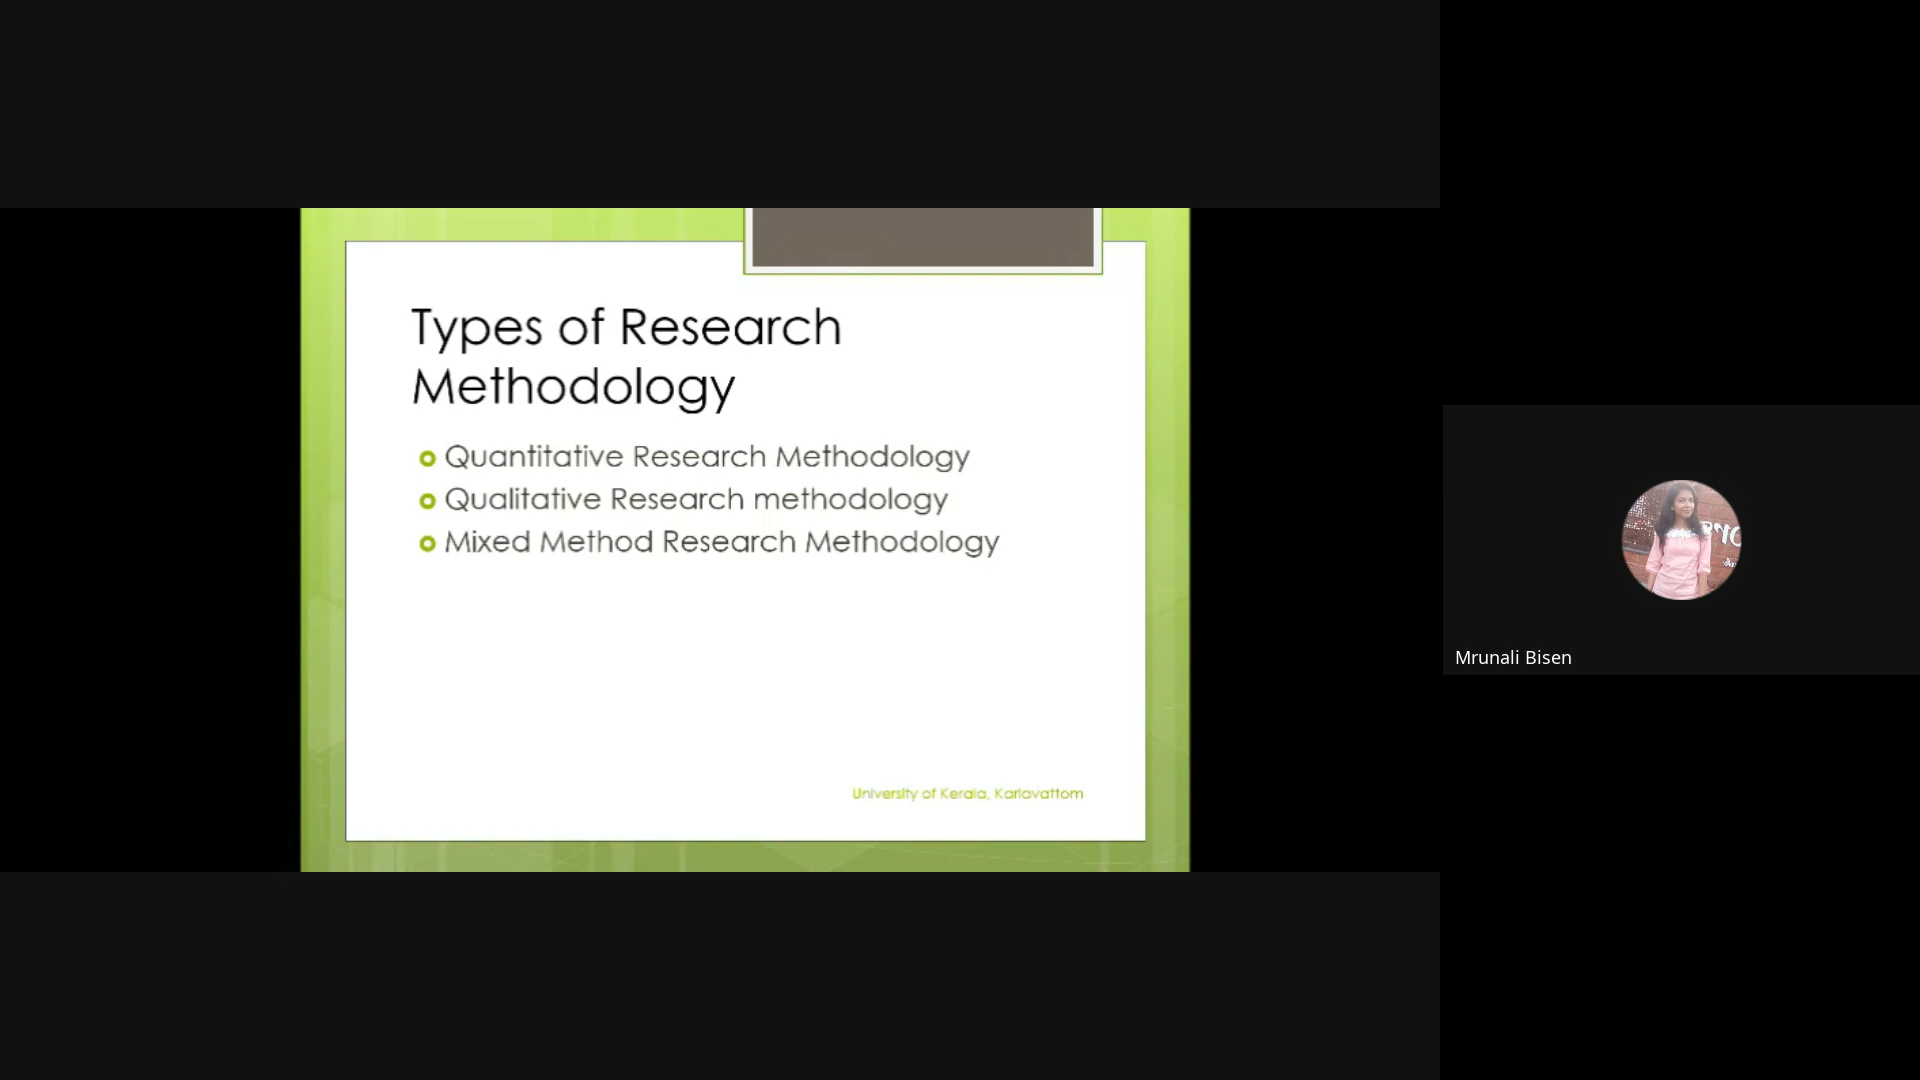 Types of Research
Methodology
Quantitative Research Methodology
Qualitative Research methodology
Mixed Method Research Methodology
University of Kerala, Kariavattom
Mrunali Bisen